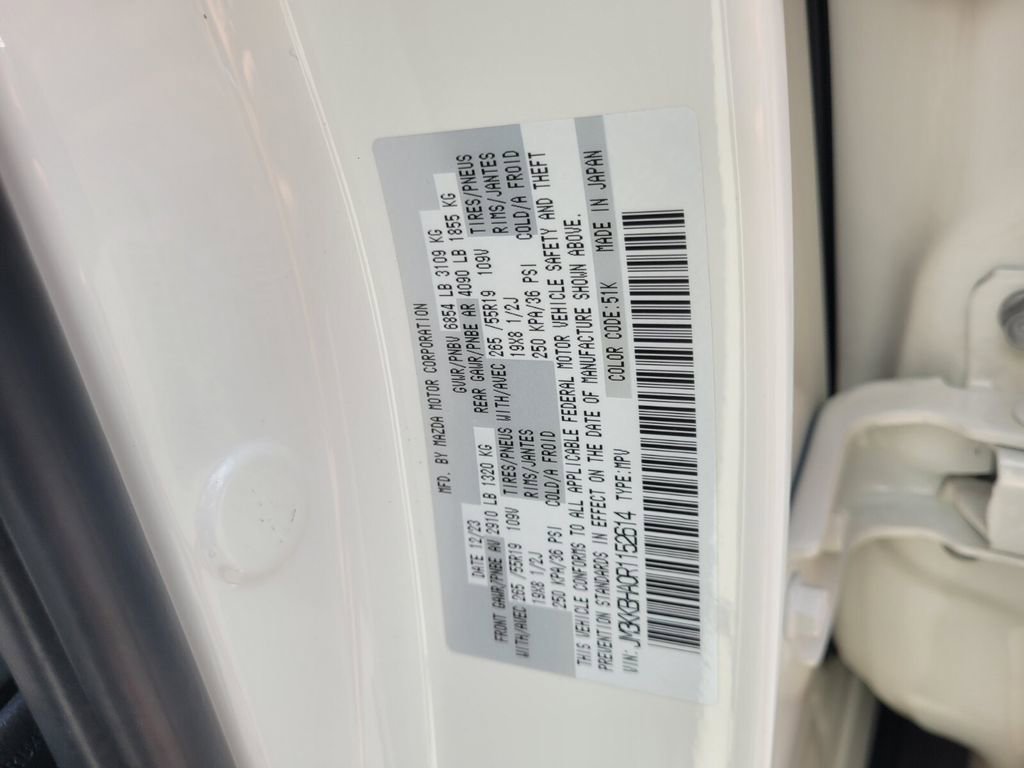 MFD. BY MAZDA MOTOR CORPORATION
DATE 12/23 GVWR/PNBV 6854 LB 3109 KG
FRONT GAWR/PNBE AV 2910 LB 1320 KG REAR GAWR/PNBE AR 4090 LB 1855 KG
WITH/AVEC 265 /55R19 109V TIRES/PNEUS WITH/AVEC 265 /55R19 109V TIRES/PNEUS
19X8 1/2J RIMS/JANTES 19X8 1/2J RIMS/JANTES
250 KPA/36 PSI COLD/A FROID 250 KPA/36 PSI COLD/A FROID
THIS VEHICLE CONFORMS TO ALL APPLICABLE FEDERAL MOTOR VEHICLE SAFETY AND THEFT
PREVENTION STANDARDS IN EFFECT ON THE DATE OF MANUFACTURE SHOWN ABOVE.
VIN: JM3KKBHA0R1152614 TYPE:MPV COLOR CODE:51K MADE IN JAPAN